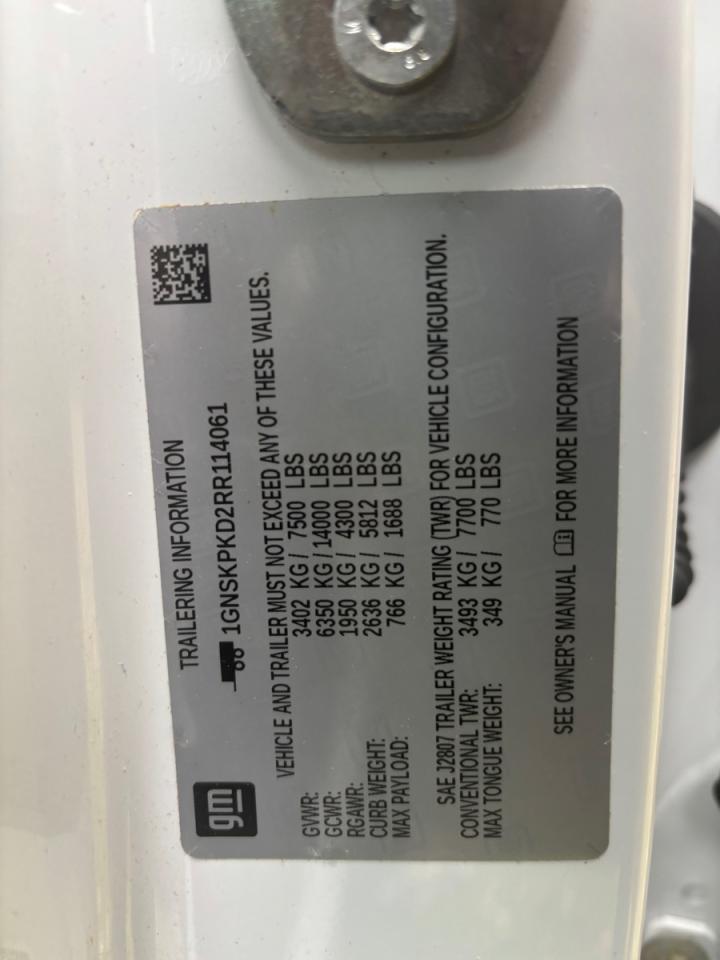 gm
TRAILERING INFORMATION
1GNSKPKD2RR114061
VEHICLE AND TRAILER MUST NOT EXCEED ANY OF THESE VALUES.
GVWR: 3402 KG / 7500 LBS
GCWR: 6350 KG / 14000 LBS
RGAWR: 1950 KG / 4300 LBS
CURB WEIGHT: 2636 KG / 5812 LBS
MAX PAYLOAD: 766 KG / 1688 LBS
SAE J2807 TRAILER WEIGHT RATING (TWR) FOR VEHICLE CONFIGURATION.
CONVENTIONAL TWR: 3493 KG / 7700 LBS
MAX TONGUE WEIGHT: 349 KG / 770 LBS
SEE OWNER'S MANUAL FOR MORE INFORMATION